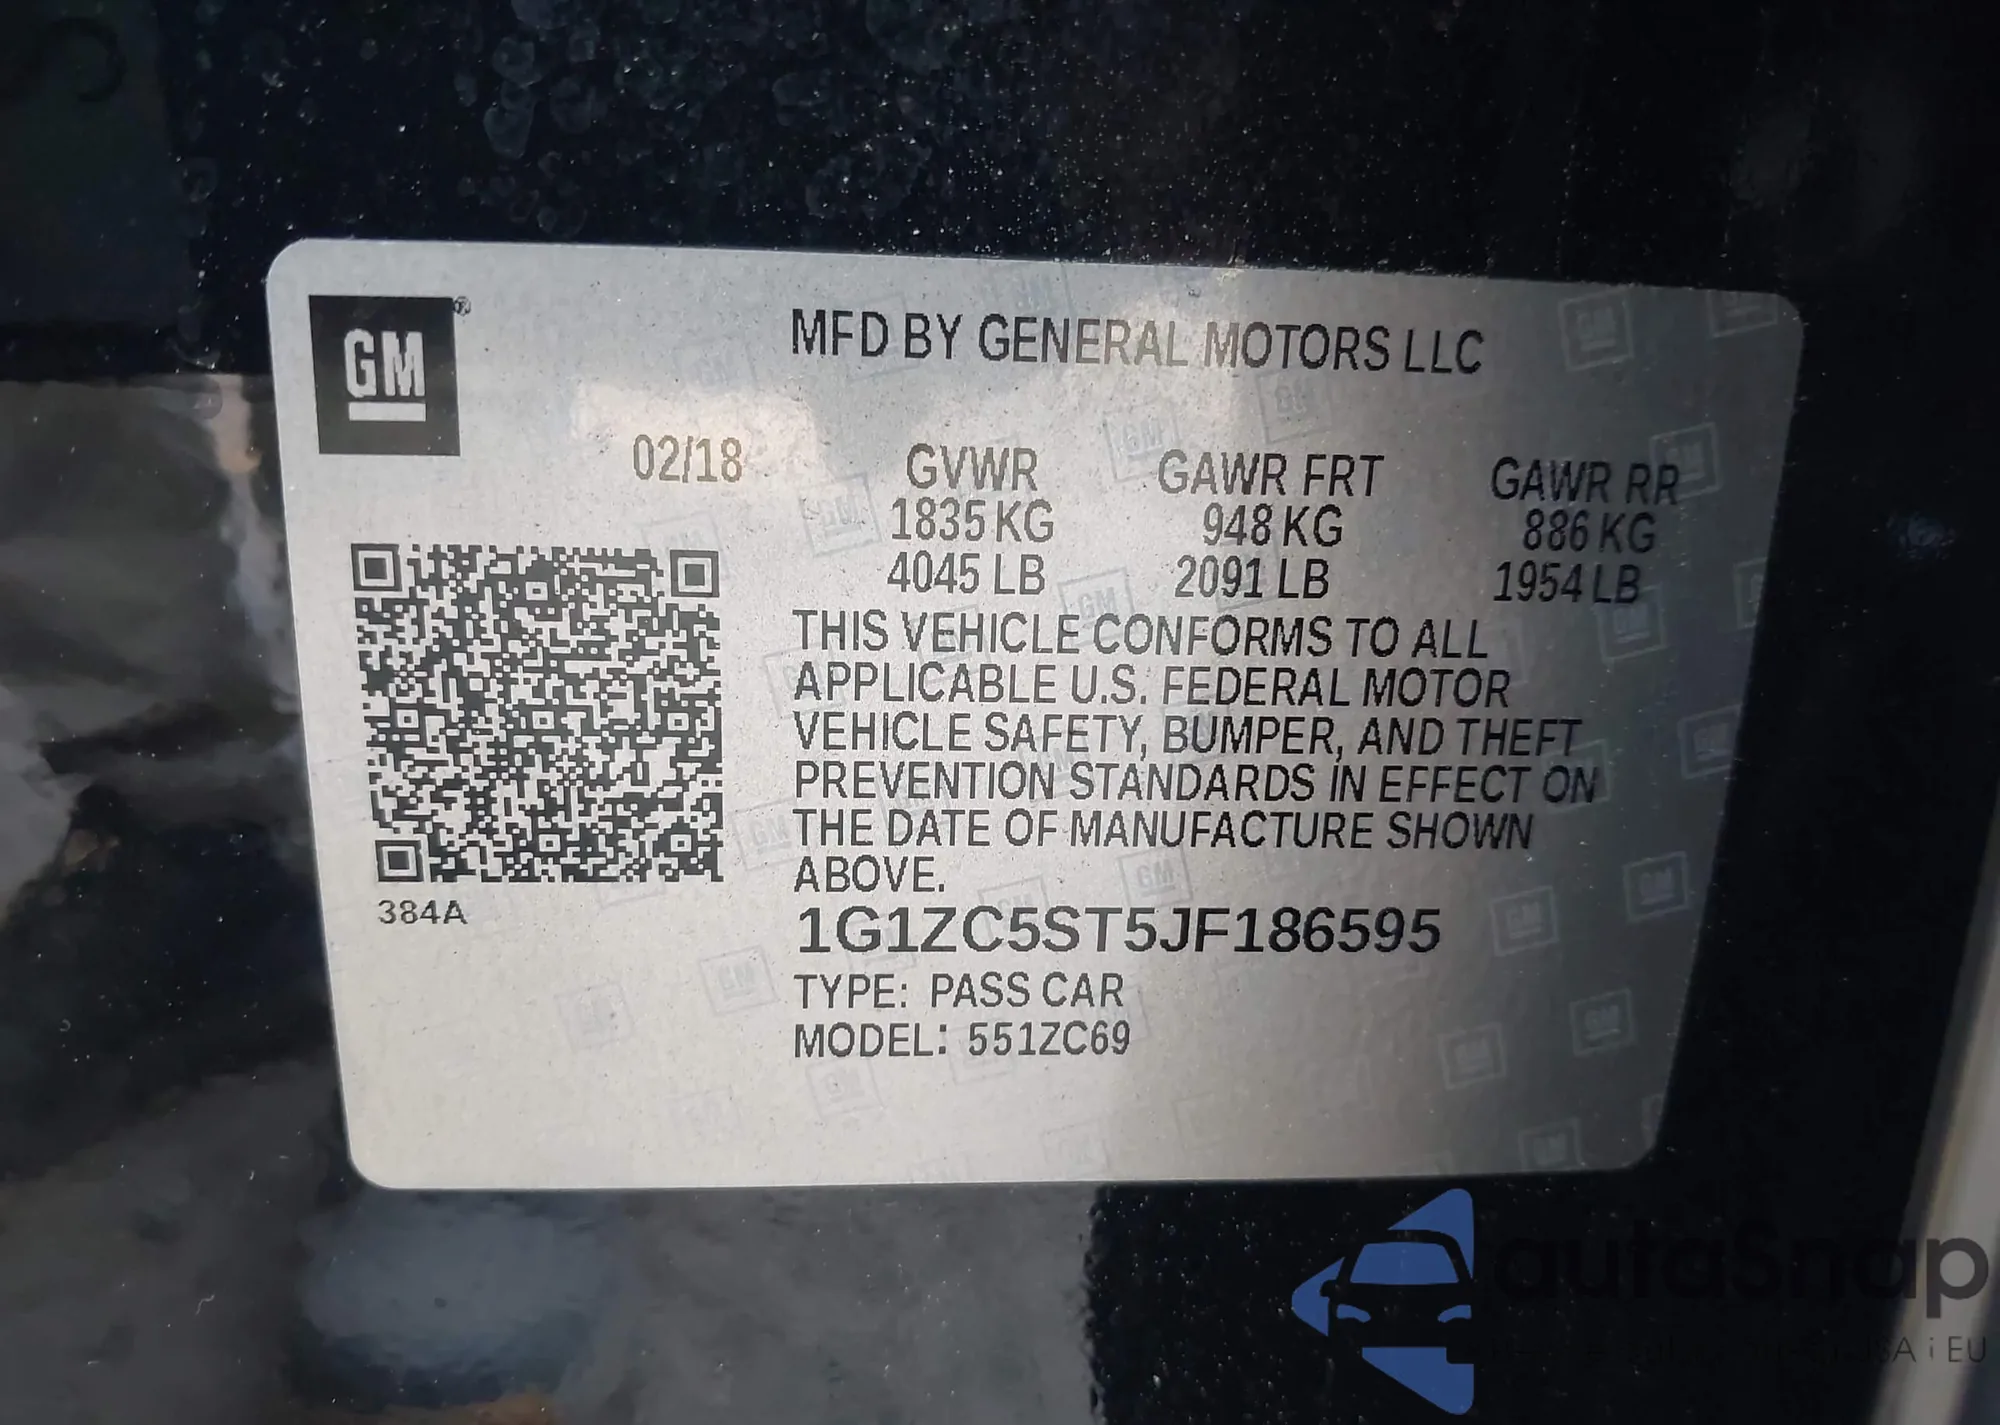 GM
®
MFD BY GENERAL MOTORS LLC
02/18 GVWR GAWR FRT GAWR RR
1835 KG 948 KG 886 KG
4045 LB 2091 LB 1954 LB
THIS VEHICLE CONFORMS TO ALL
APPLICABLE U.S. FEDERAL MOTOR
VEHICLE SAFETY, BUMPER, AND THEFT
PREVENTION STANDARDS IN EFFECT ON
THE DATE OF MANUFACTURE SHOWN
ABOVE.
384A
1G1ZC5ST5JF186595
TYPE: PASS CAR
MODEL: 551ZC69
autoSnap
i EU